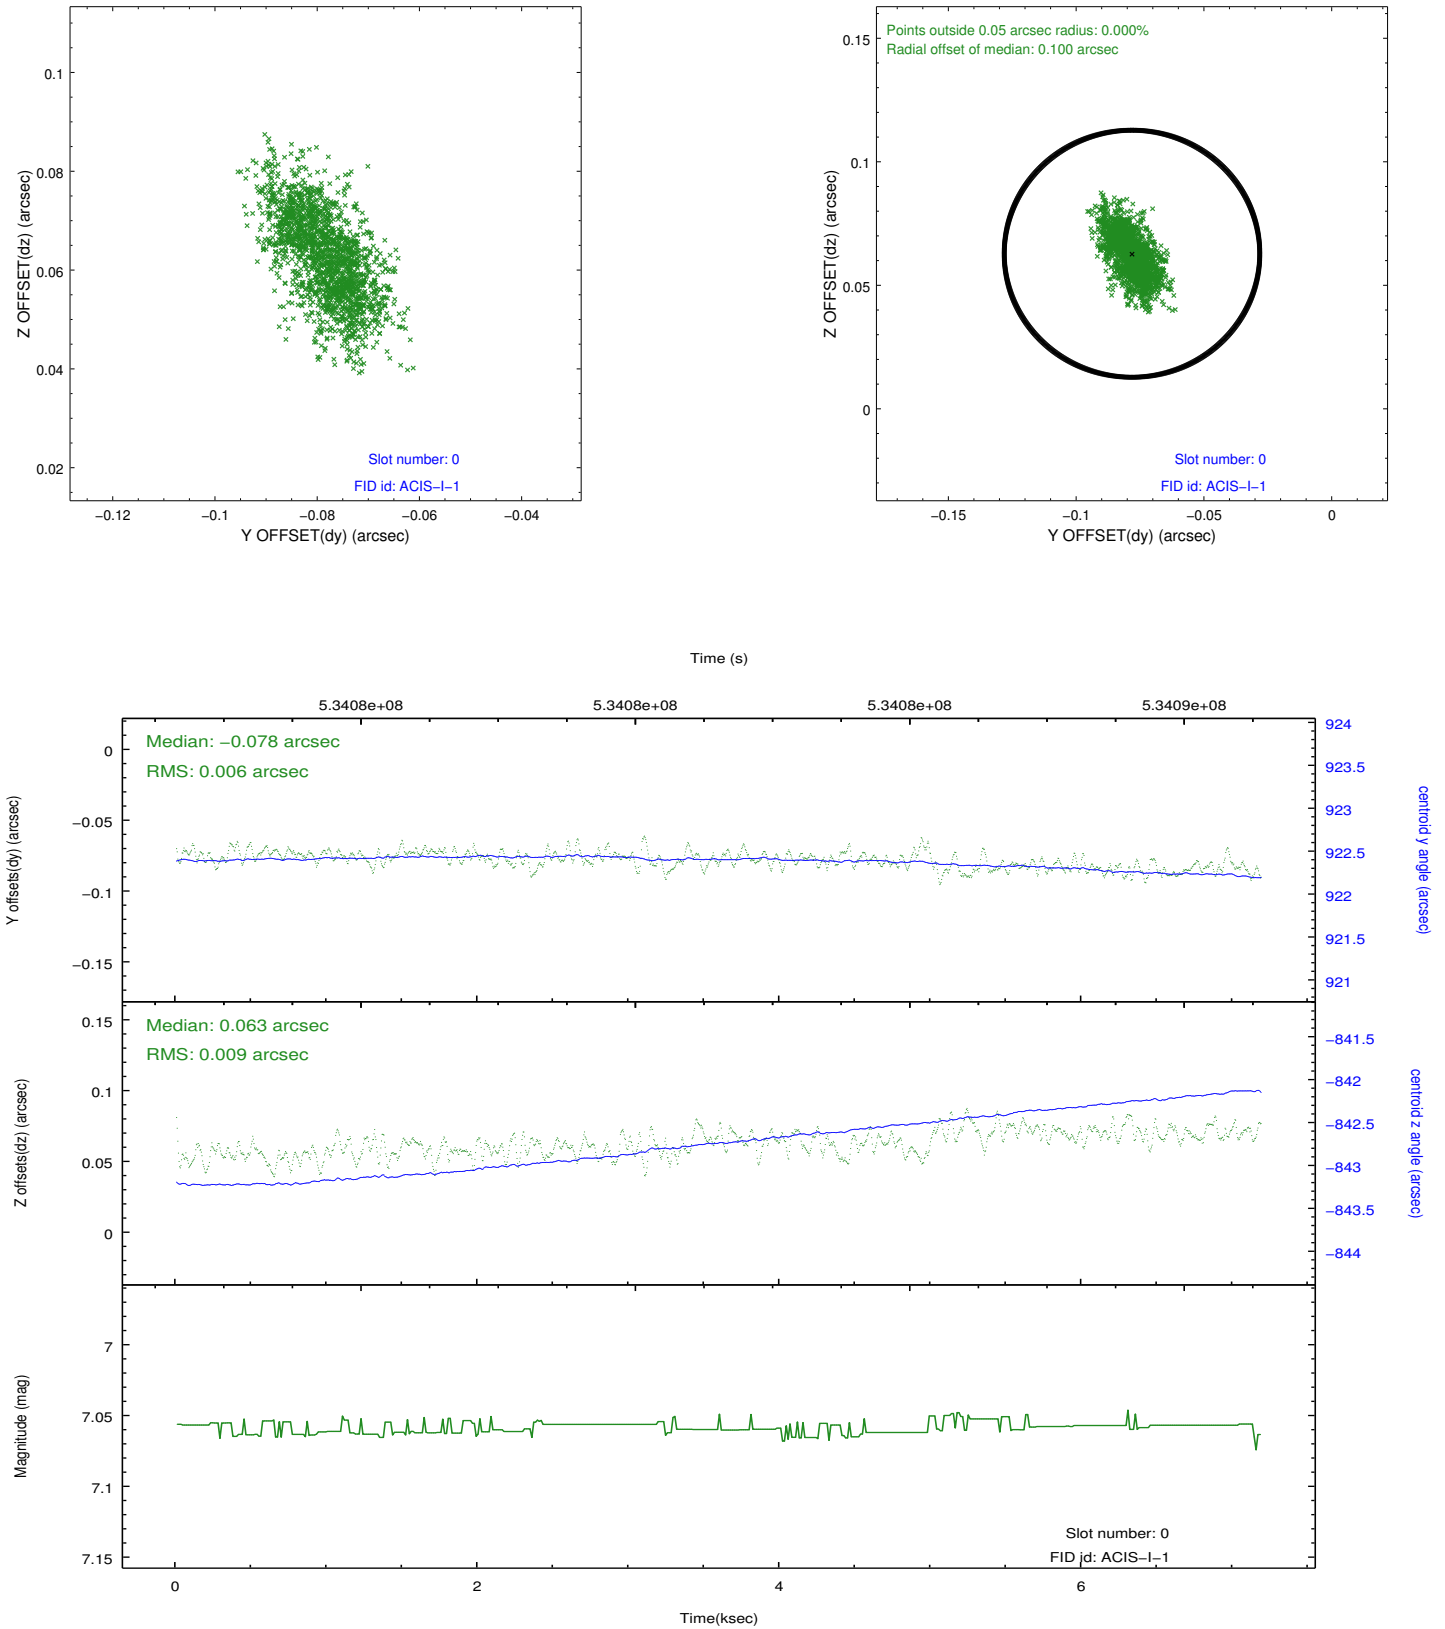 0.1
0.08
0.06
0.04
0.02
Z OFFSET(dz) (arcsec)
Slot number: 0
FID id: ACIS−I−1
−0.12 −0.1 −0.08 −0.06 −0.04
Y OFFSET(dy) (arcsec)
Points outside 0.05 arcsec radius: 0.000%
Radial offset of median: 0.100 arcsec
0.15
0.1
0.05
0
Z OFFSET(dz) (arcsec)
Slot number: 0
FID id: ACIS−I−1
−0.15 −0.1 −0.05 0
Y OFFSET(dy) (arcsec)
Time (s)
5.3408e+08 5.3408e+08 5.3408e+08 5.3409e+08
Median: −0.078 arcsec
RMS: 0.006 arcsec
0
−0.05
−0.1
−0.15
Y offsets(dy) (arcsec)
924
923.5
923
922.5
922
921.5
921
centroid y angle (arcsec)
Median: 0.063 arcsec
RMS: 0.009 arcsec
0.15
0.1
0.05
0
Z offsets(dz) (arcsec)
−841.5
−842
−842.5
−843
−843.5
−844
centroid z angle (arcsec)
7
7.05
7.1
7.15
Magnitude (mag)
Slot number: 0
FID id: ACIS−I−1
0 2 4 6
Time(ksec)